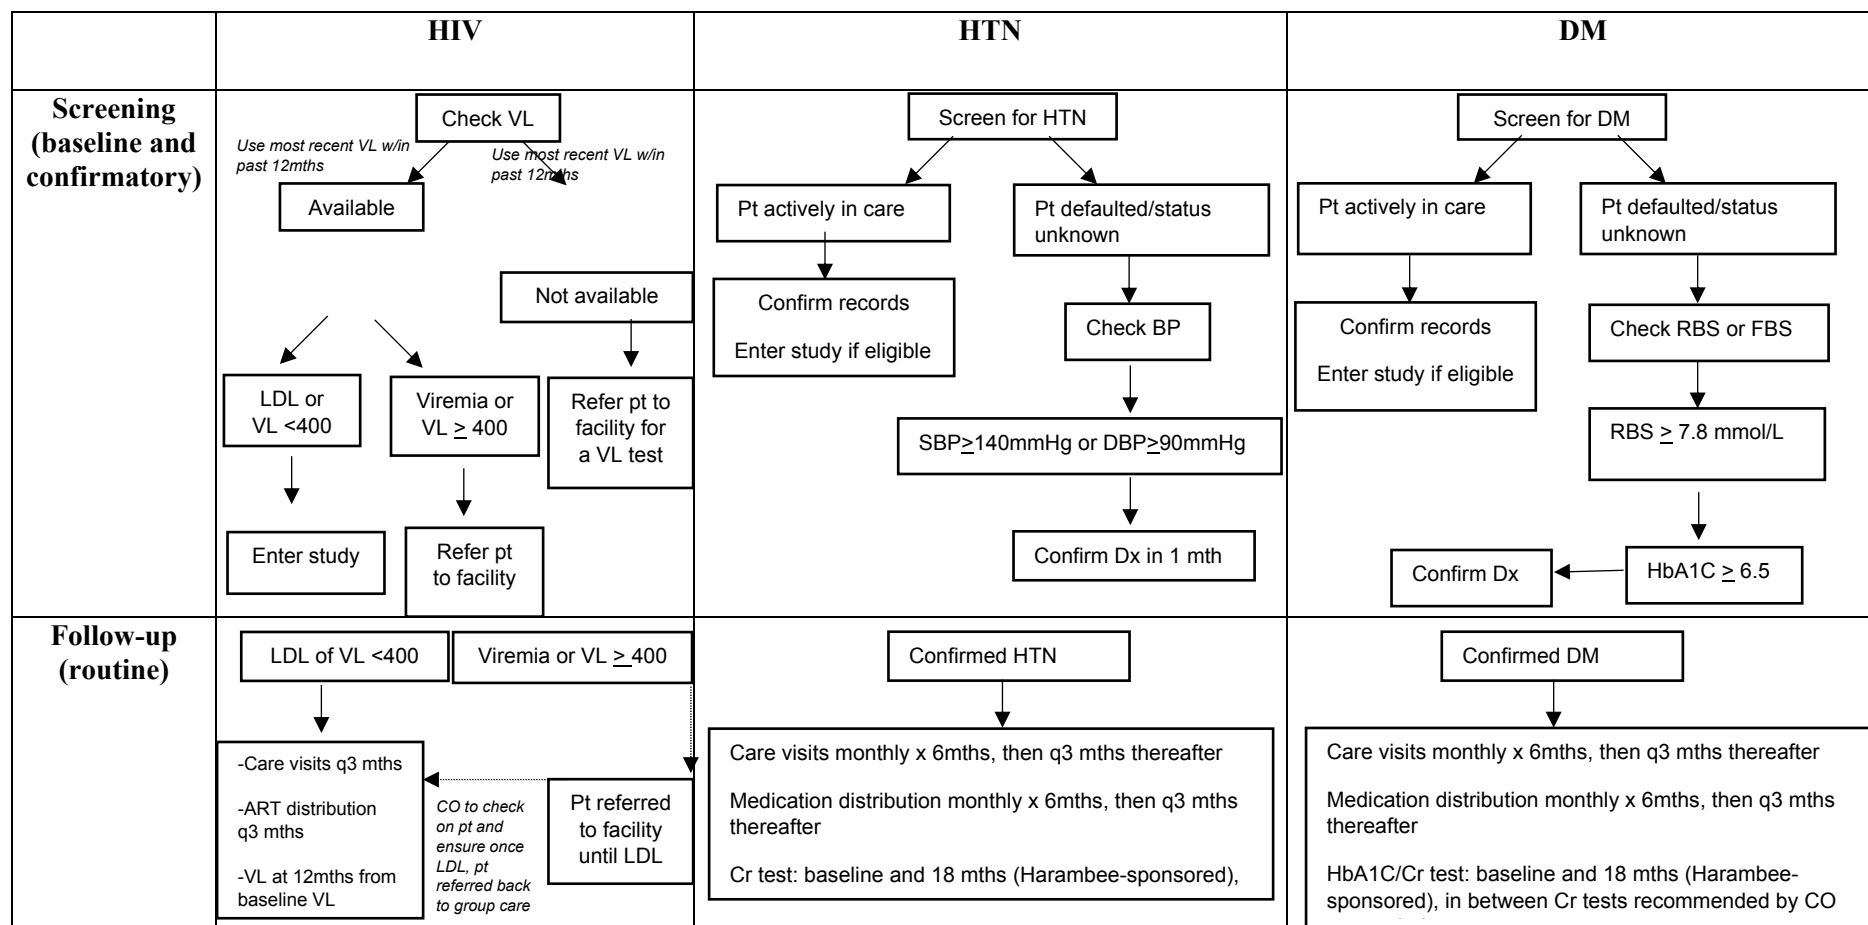 HIV
HTN
DM
Screening
(baseline and
confirmatory)
Check VL
Use most recent VL w/in
past 12mths
Use most recent VL w/in
past 12mths
Available
Not available
LDL or
VL <400
Viremia or
VL ≥ 400
Refer pt to
facility for
a VL test
Enter study
Refer pt
to facility
Screen for HTN
Pt actively in care
Pt defaulted/status
unknown
Confirm records
Enter study if eligible
Check BP
SBP≥140mmHg or DBP≥90mmHg
Confirm Dx in 1 mth
Screen for DM
Pt actively in care
Pt defaulted/status
unknown
Confirm records
Enter study if eligible
Check RBS or FBS
RBS ≥ 7.8 mmol/L
HbA1C ≥ 6.5
Confirm Dx
Follow-up
(routine)
LDL of VL <400
Viremia or VL ≥ 400
-Care visits q3 mths
-ART distribution
q3 mths
-VL at 12mths from
baseline VL
CO to check
on pt and
ensure once
LDL, pt
referred back
to group care
Pt referred
to facility
until LDL
Confirmed HTN
Care visits monthly x 6mths, then q3 mths thereafter
Medication distribution monthly x 6mths, then q3 mths
thereafter
Cr test: baseline and 18 mths (Harambee-sponsored),
Confirmed DM
Care visits monthly x 6mths, then q3 mths thereafter
Medication distribution monthly x 6mths, then q3 mths
thereafter
HbA1C/Cr test: baseline and 18 mths (Harambee-
sponsored), in between Cr tests recommended by CO